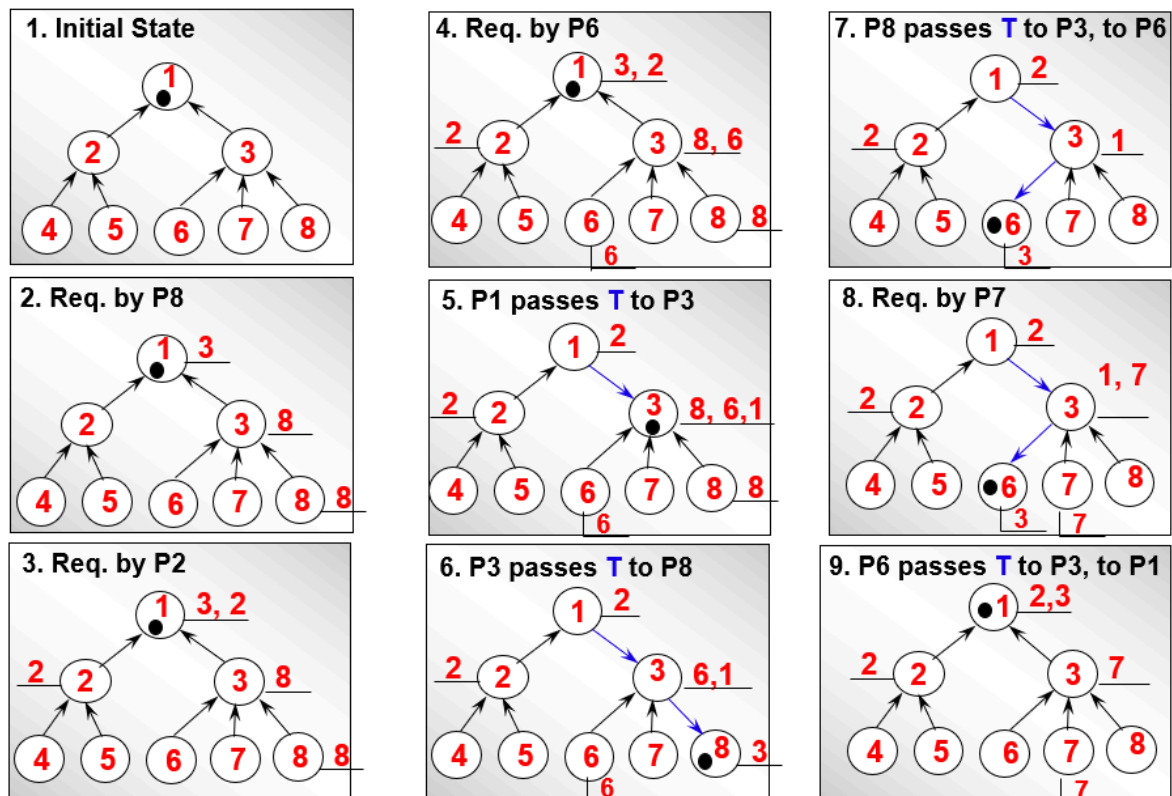 1. Initial State
1
2 3
4 5 6 7 8
2. Req. by P8
1 3
2 3 8
4 5 6 7 8 8
3. Req. by P2
1 3, 2
2 2 3 8
4 5 6 7 8 8
4. Req. by P6
1 3, 2
2 2 3 8, 6
4 5 6 7 8 8
6
5. P1 passes T to P3
1 2
2 2 3 8, 6,1
4 5 6 7 8 8
6
6. P3 passes T to P8
1 2
2 2 3 6,1
4 5 6 7 8 3
6
7. P8 passes T to P3, to P6
1 2
2 2 3 1
4 5 6 7 8
3
8. Req. by P7
1 2
1, 7
2 2 3
4 5 6 7 8
3 7
9. P6 passes T to P3, to P1
1 2,3
2 2 3 7
4 5 6 7 8
7